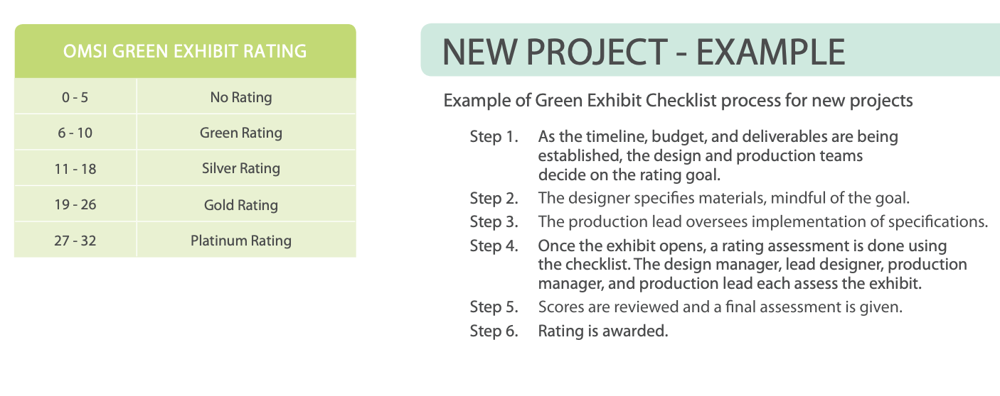 OMSI GREEN EXHIBIT RATING
0 - 5 No Rating
6 - 10 Green Rating
11 - 18 Silver Rating
19 - 26 Gold Rating
27 - 32 Platinum Rating
NEW PROJECT - EXAMPLE
Example of Green Exhibit Checklist process for new projects
Step 1. As the timeline, budget, and deliverables are being
established, the design and production teams
decide on the rating goal.
Step 2. The designer specifies materials, mindful of the goal.
Step 3. The production lead oversees implementation of specifications.
Step 4. Once the exhibit opens, a rating assessment is done using
the checklist. The design manager, lead designer, production
manager, and production lead each assess the exhibit.
Step 5. Scores are reviewed and a final assessment is given.
Step 6. Rating is awarded.